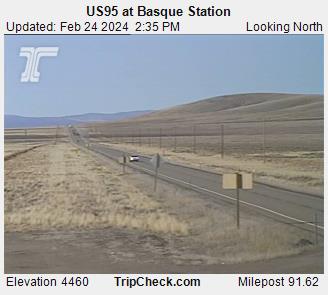 US95 at Basque Station
Updated: Feb 24 2024 2:35 PM Looking North
Elevation 4460 TripCheck.com Milepost 91.62